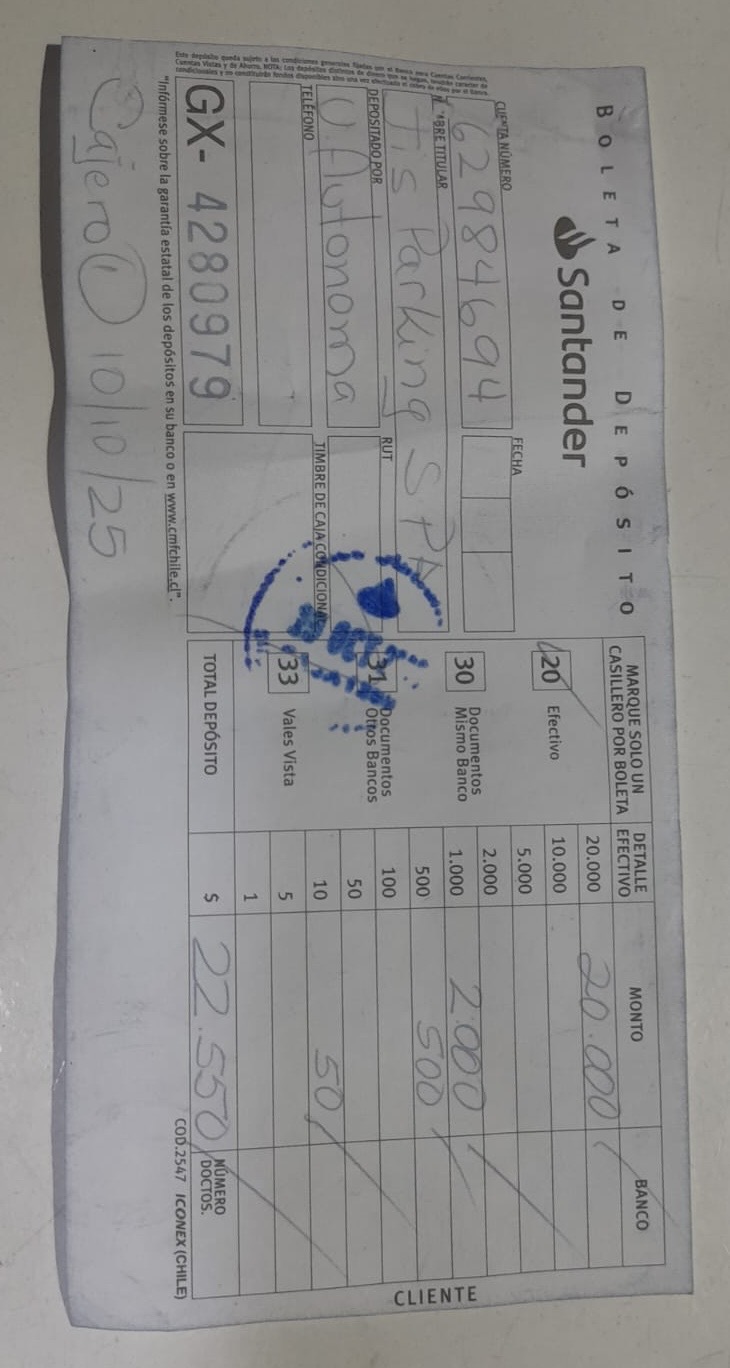 BOLETA DE DEPÓSITO
Santander
FECHA
CUENTA NÚMERO
62984694
TITULAR
Jis Parking SPA
DEPOSITADO POR
RUT
U. Autonoma
TELÉFONO
TIMBRE DE CAJA CONDICIONAL
GX- 4280979
"Infórmese sobre la garantía estatal de los depósitos en su banco o en www.cmfchile.cl".
Cajero 1 10/10/25
MARQUE SOLO UN
CASILLERO POR BOLETA
20 Efectivo
30 Documentos
Mismo Banco
31 Documentos
Otros Bancos
33 Vales Vista
DETALLE
EFECTIVO MONTO BANCO
20.000 20.000
10.000
5.000
2.000
1.000 2.000
500 500
100
50
10 50
5
1
TOTAL DEPÓSITO $ 22.550 NÚMERO
DOCTOS.
COD.2547 ICONEX (CHILE)
CLIENTE